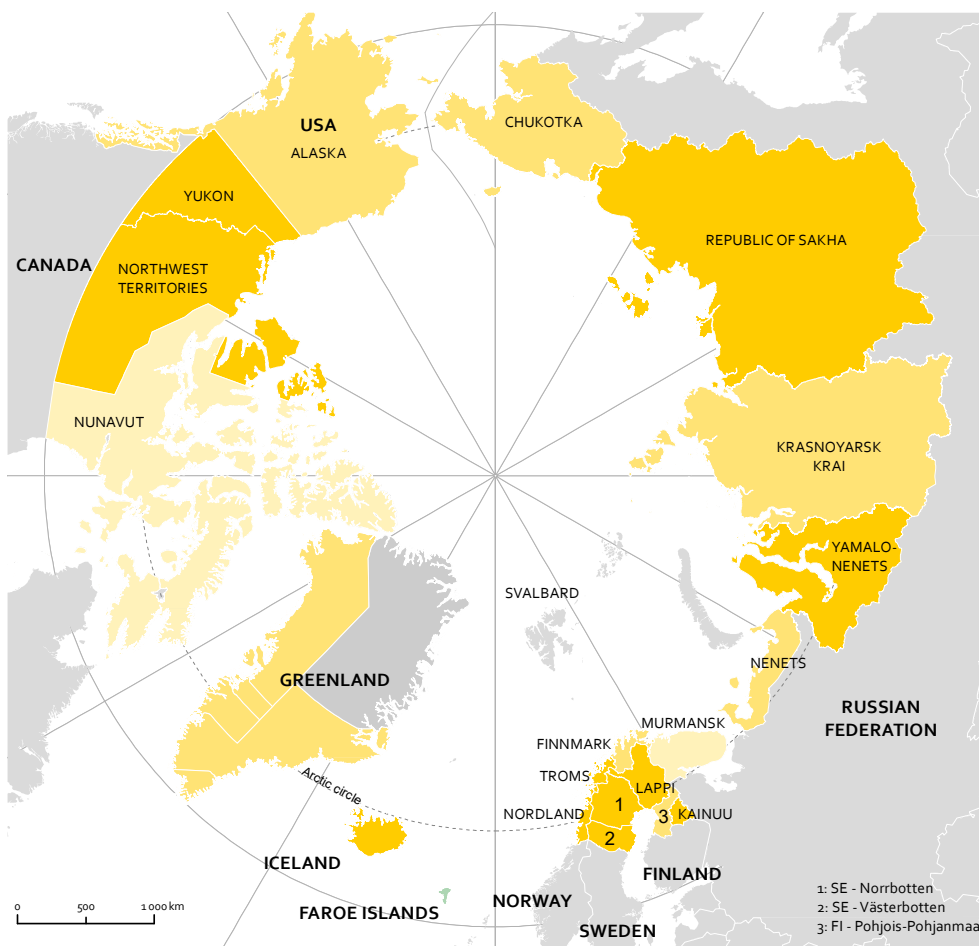 CHUKOTKA
USA
ALASKA
YUKON
REPUBLIC OF SAKHA
CANADA
NORTHWEST
TERRITORIES
NUNAVUT
KRASNOYARSK
KRAI
YAMALO-
NENETS
SVALBARD
NENETS
GREENLAND
RUSSIAN
FEDERATION
MURMANSK
FINNMARK
TROMS
LAPPI
Arctic circle
1
NORDLAND
3
KAINUU
2
ICELAND
FINLAND
NORWAY
FAROE ISLANDS
SWEDEN
0 500 1 000 km
1: SE - Norrbotten
2: SE - Västerbotten
3: FI - Pohjois-Pohjanmaa